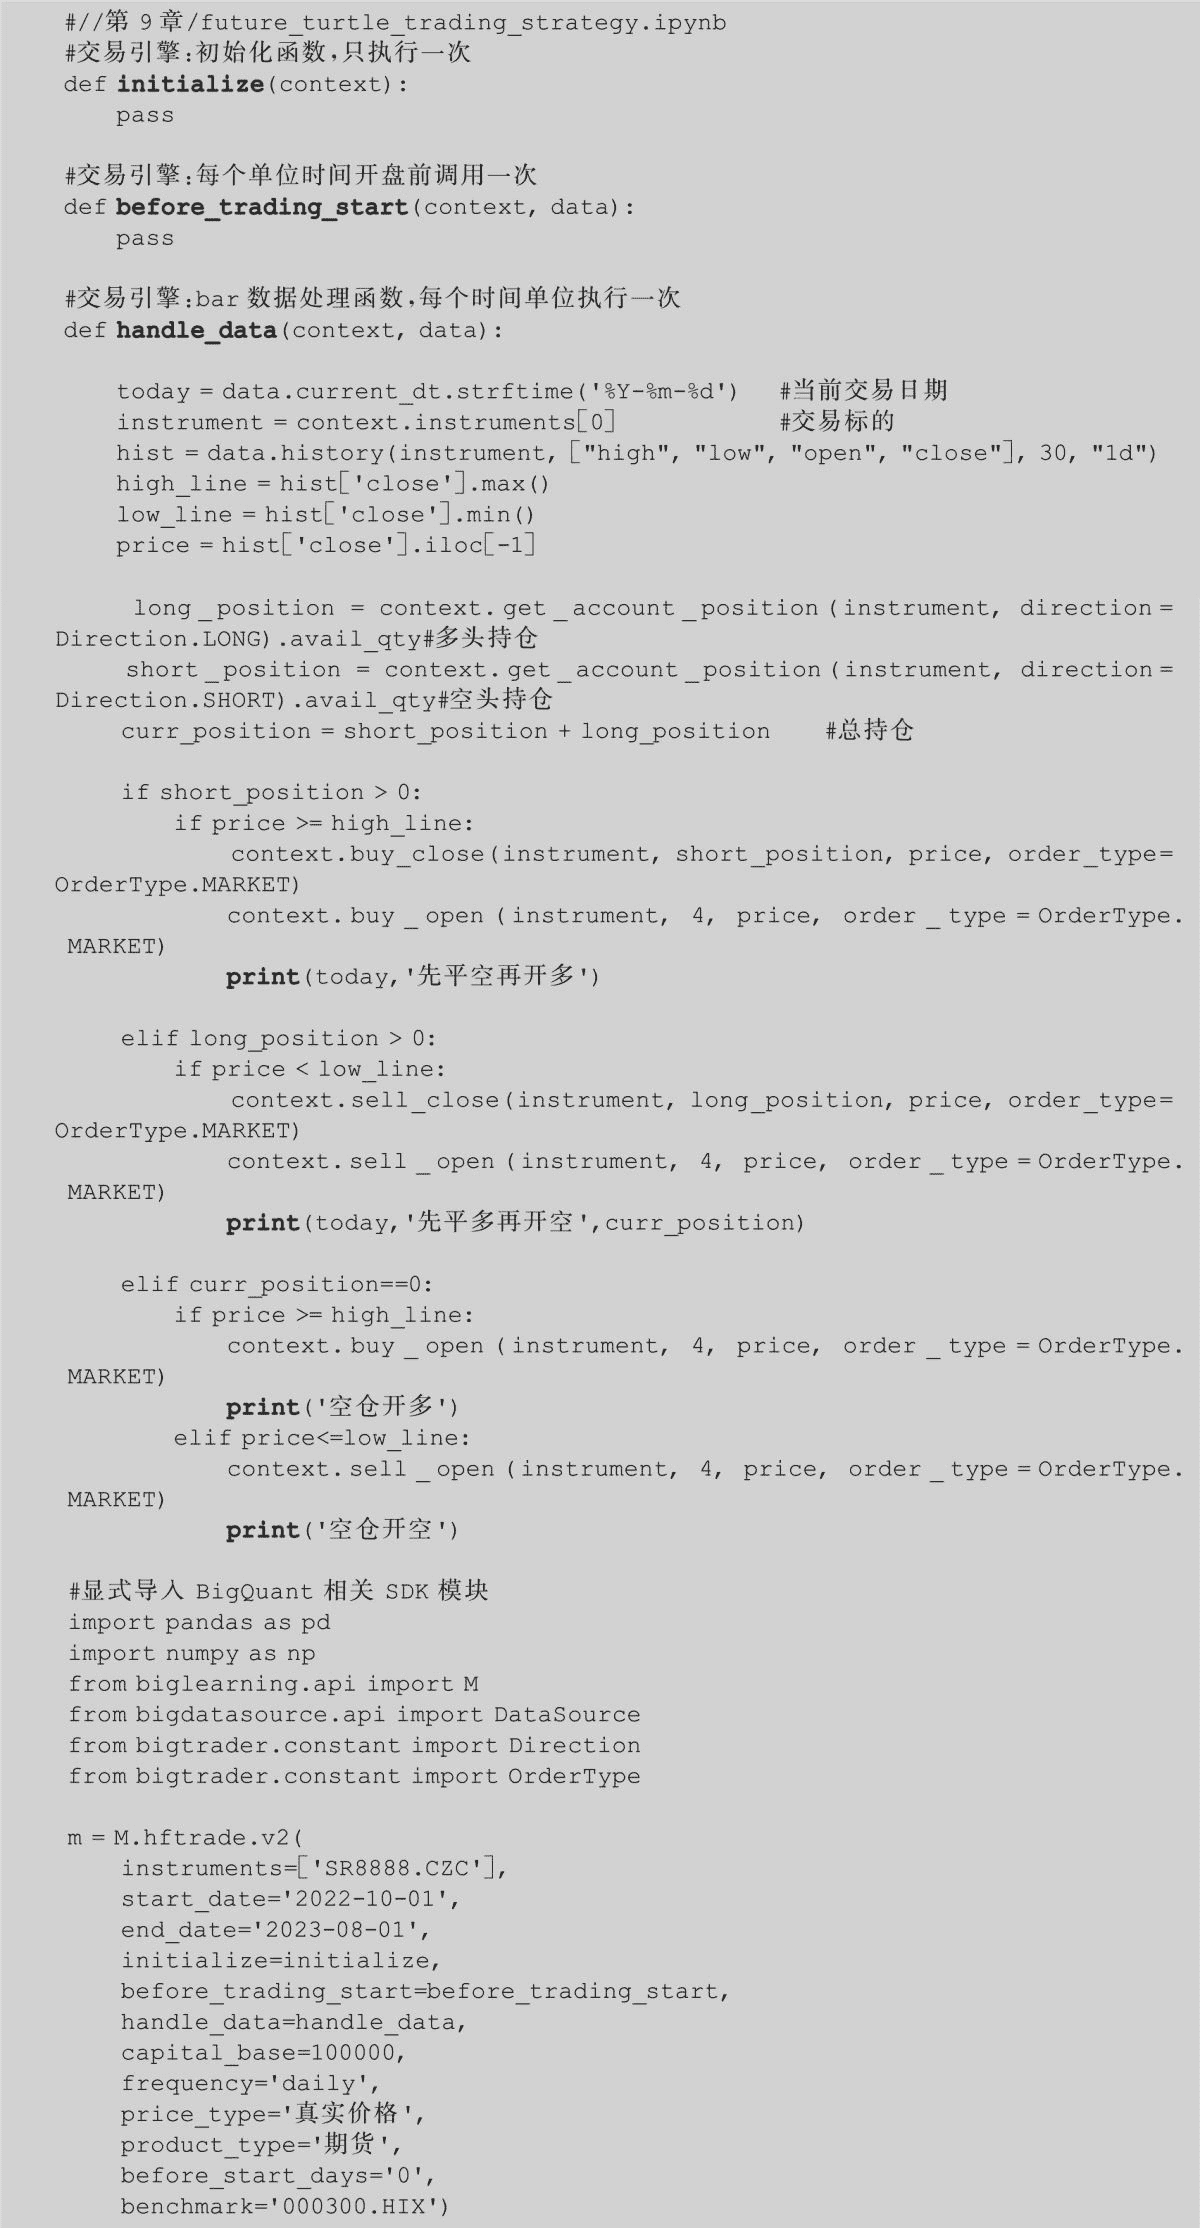 #//第 9 章/future_turtle_trading_strategy.ipynb
#交易引擎:初始化函数,只执行一次
def initialize(context):
    pass

#交易引擎:每个单位时间开盘前调用一次
def before_trading_start(context, data):
    pass

#交易引擎:bar 数据处理函数,每个时间单位执行一次
def handle_data(context, data):

    today = data.current_dt.strftime('%Y-%m-%d')   #当前交易日期
    instrument = context.instruments[0]            #交易标的
    hist = data.history(instrument, ["high", "low", "open", "close"], 30, "1d")
    high_line = hist['close'].max()
    low_line = hist['close'].min()
    price = hist['close'].iloc[-1]

    long_position = context.get_account_position(instrument, direction=
Direction.LONG).avail_qty#多头持仓
    short_position = context.get_account_position(instrument, direction=
Direction.SHORT).avail_qty#空头持仓
    curr_position = short_position + long_position    #总持仓

    if short_position > 0:
        if price >= high_line:
            context.buy_close(instrument, short_position, price, order_type=
OrderType.MARKET)
            context.buy_open(instrument, 4, price, order_type=OrderType.
MARKET)
            print(today,'先平空再开多')

    elif long_position > 0:
        if price < low_line:
            context.sell_close(instrument, long_position, price, order_type=
OrderType.MARKET)
            context.sell_open(instrument, 4, price, order_type=OrderType.
MARKET)
            print(today,'先平多再开空',curr_position)

    elif curr_position==0:
        if price >= high_line:
            context.buy_open(instrument, 4, price, order_type=OrderType.
MARKET)
            print('空仓开多')
        elif price<=low_line:
            context.sell_open(instrument, 4, price, order_type=OrderType.
MARKET)
            print('空仓开空')

#显式导入 BigQuant 相关 SDK 模块
import pandas as pd
import numpy as np
from biglearning.api import M
from bigdatasource.api import DataSource
from bigtrader.constant import Direction
from bigtrader.constant import OrderType

m = M.hftrade.v2(
    instruments=['SR8888.CZC'],
    start_date='2022-10-01',
    end_date='2023-08-01',
    initialize=initialize,
    before_trading_start=before_trading_start,
    handle_data=handle_data,
    capital_base=100000,
    frequency='daily',
    price_type='真实价格',
    product_type='期货',
    before_start_days='0',
    benchmark='000300.HIX')